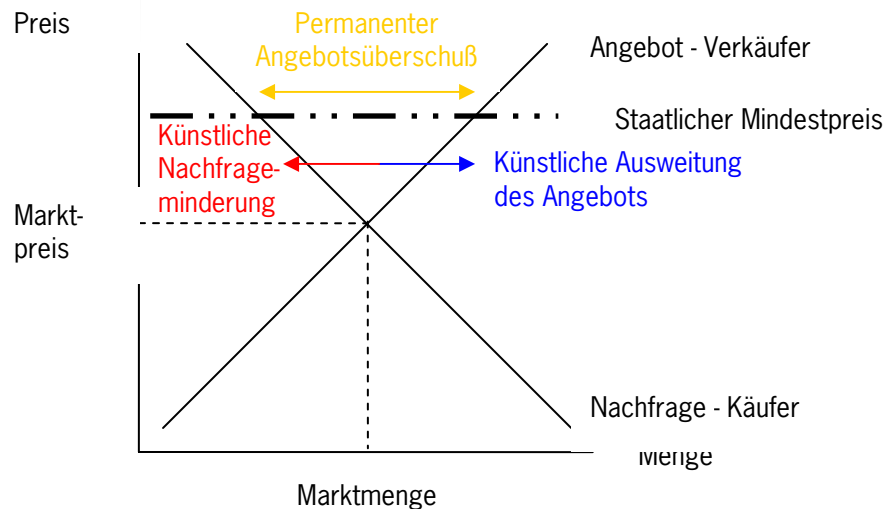 Preis
Permanenter
Angebotsüberschuß
Angebot - Verkäufer
Staatlicher Mindestpreis
Künstliche
Nachfrage-
minderung
Künstliche Ausweitung
des Angebots
Markt-
preis
Nachfrage - Käufer
Menge
Marktmenge